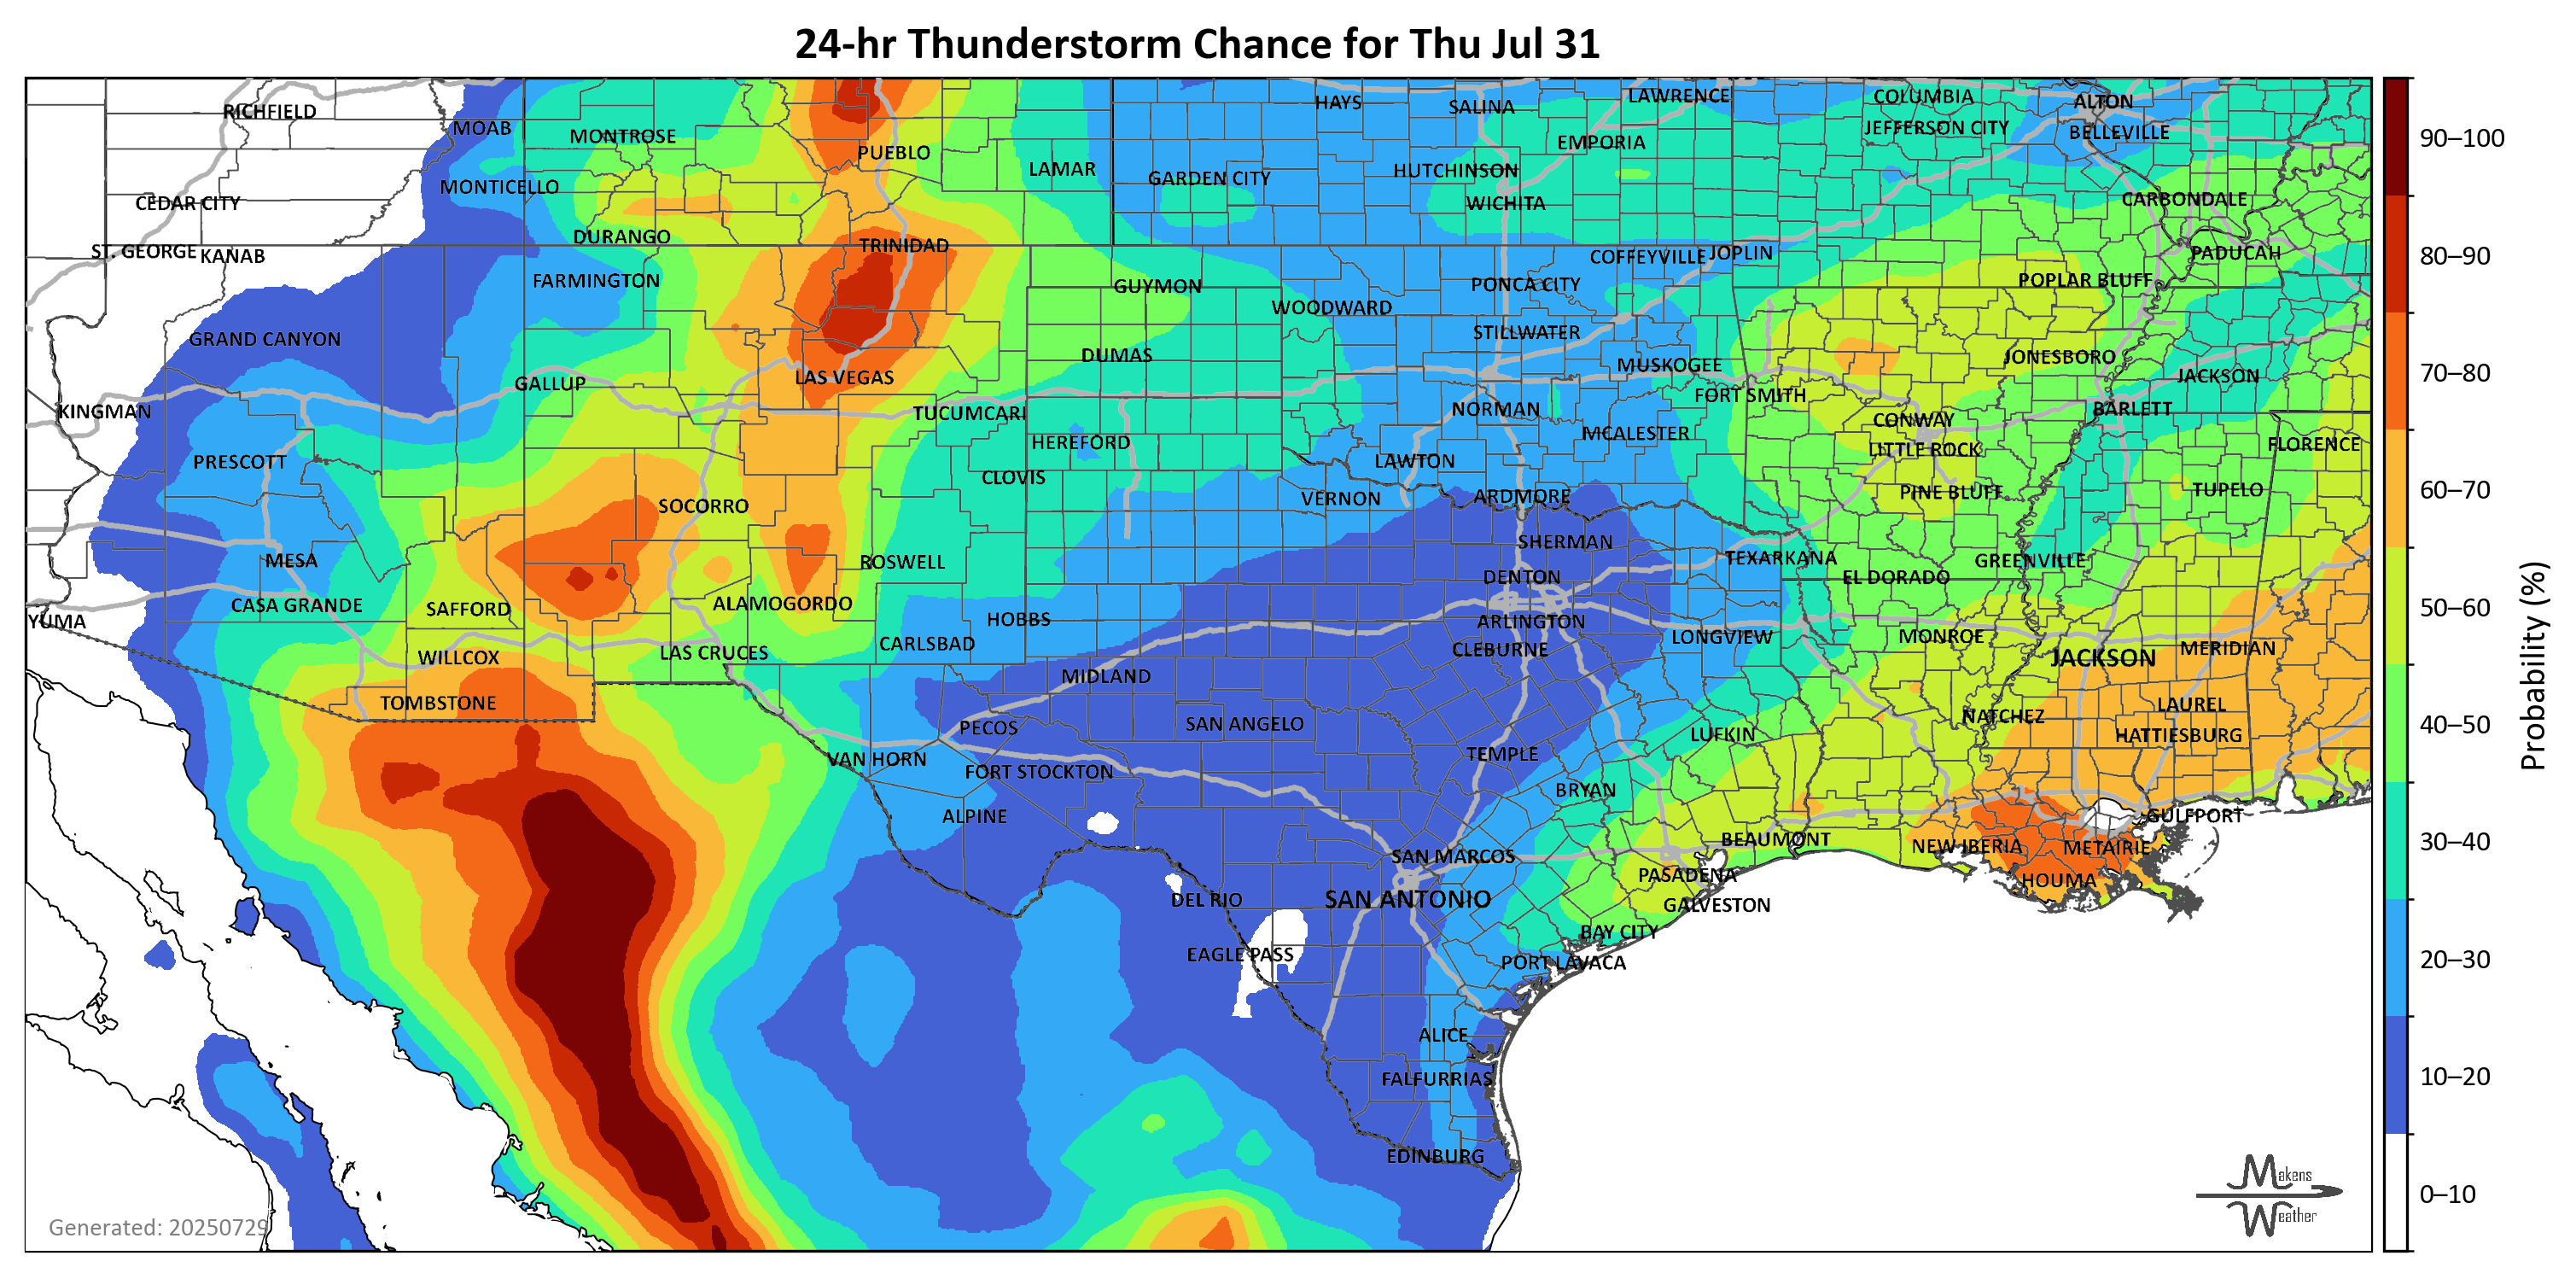 24-hr Thunderstorm Chance for Thu Jul 31
RICHFIELD
MOAB
MONTROSE
PUEBLO
LAMAR
HAYS
SALINA
LAWRENCE
COLUMBIA
ALTON
GARDEN CITY
HUTCHINSON
EMPORIA
JEFFERSON CITY
BELLEVILLE
90–100
MONTICELLO
CEDAR CITY
WICHITA
CARBONDALE
ST. GEORGE
KANAB
DURANGO
TRINIDAD
COFFEYVILLE
JOPLIN
PADUCAH
80–90
FARMINGTON
GUYMON
WOODWARD
PONCA CITY
POPLAR BLUFF
GRAND CANYON
DUMAS
STILLWATER
MUSKOGEE
JONESBORO
JACKSON
70–80
GALLUP
LAS VEGAS
KINGMAN
TUCUMCARI
NORMAN
FORT SMITH
CONWAY
BARLETT
HEREFORD
MCALESTER
LITTLE ROCK
FLORENCE
PRESCOTT
CLOVIS
LAWTON
SOCORRO
VERNON
ARDMORE
PINE BLUFF
TUPELO
60–70
MESA
ROSWELL
SHERMAN
TEXARKANA
GREENVILLE
DENTON
EL DORADO
CASA GRANDE
SAFFORD
ALAMOGORDO
50–60
YUMA
HOBBS
ARLINGTON
WILLCOX
LAS CRUCES
CARLSBAD
CLEBURNE
LONGVIEW
MONROE
JACKSON
MERIDIAN
Probability (%)
TOMBSTONE
MIDLAND
PECOS
SAN ANGELO
LUFKIN
NATCHEZ
LAUREL
HATTIESBURG
40–50
VAN HORN
FORT STOCKTON
TEMPLE
BRYAN
ALPINE
GULFPORT
SAN MARCOS
BEAUMONT
NEW IBERIA
METAIRIE
30–40
DEL RIO
SAN ANTONIO
PASADENA
HOUMA
GALVESTON
EAGLE PASS
BAY CITY
PORT LAVACA
20–30
ALICE
FALFURRIAS
10–20
EDINBURG
Makens
Weather
0–10
Generated: 20250729